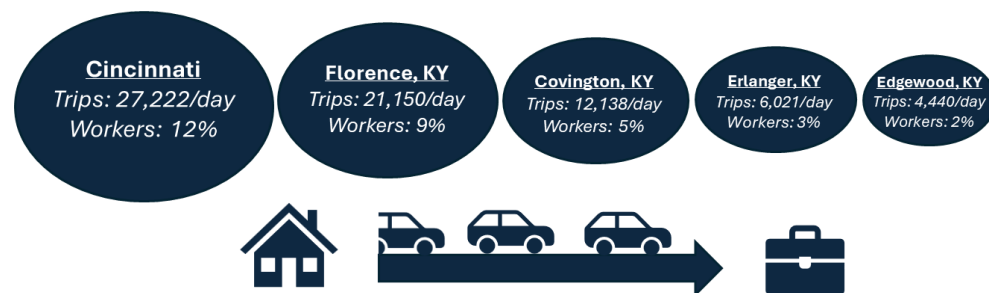 Cincinnati
Trips: 27,222/day
Workers: 12%
Florence, KY
Trips: 21,150/day
Workers: 9%
Covington, KY
Trips: 12,138/day
Workers: 5%
Erlanger, KY
Trips: 6,021/day
Workers: 3%
Edgewood, KY
Trips: 4,440/day
Workers: 2%